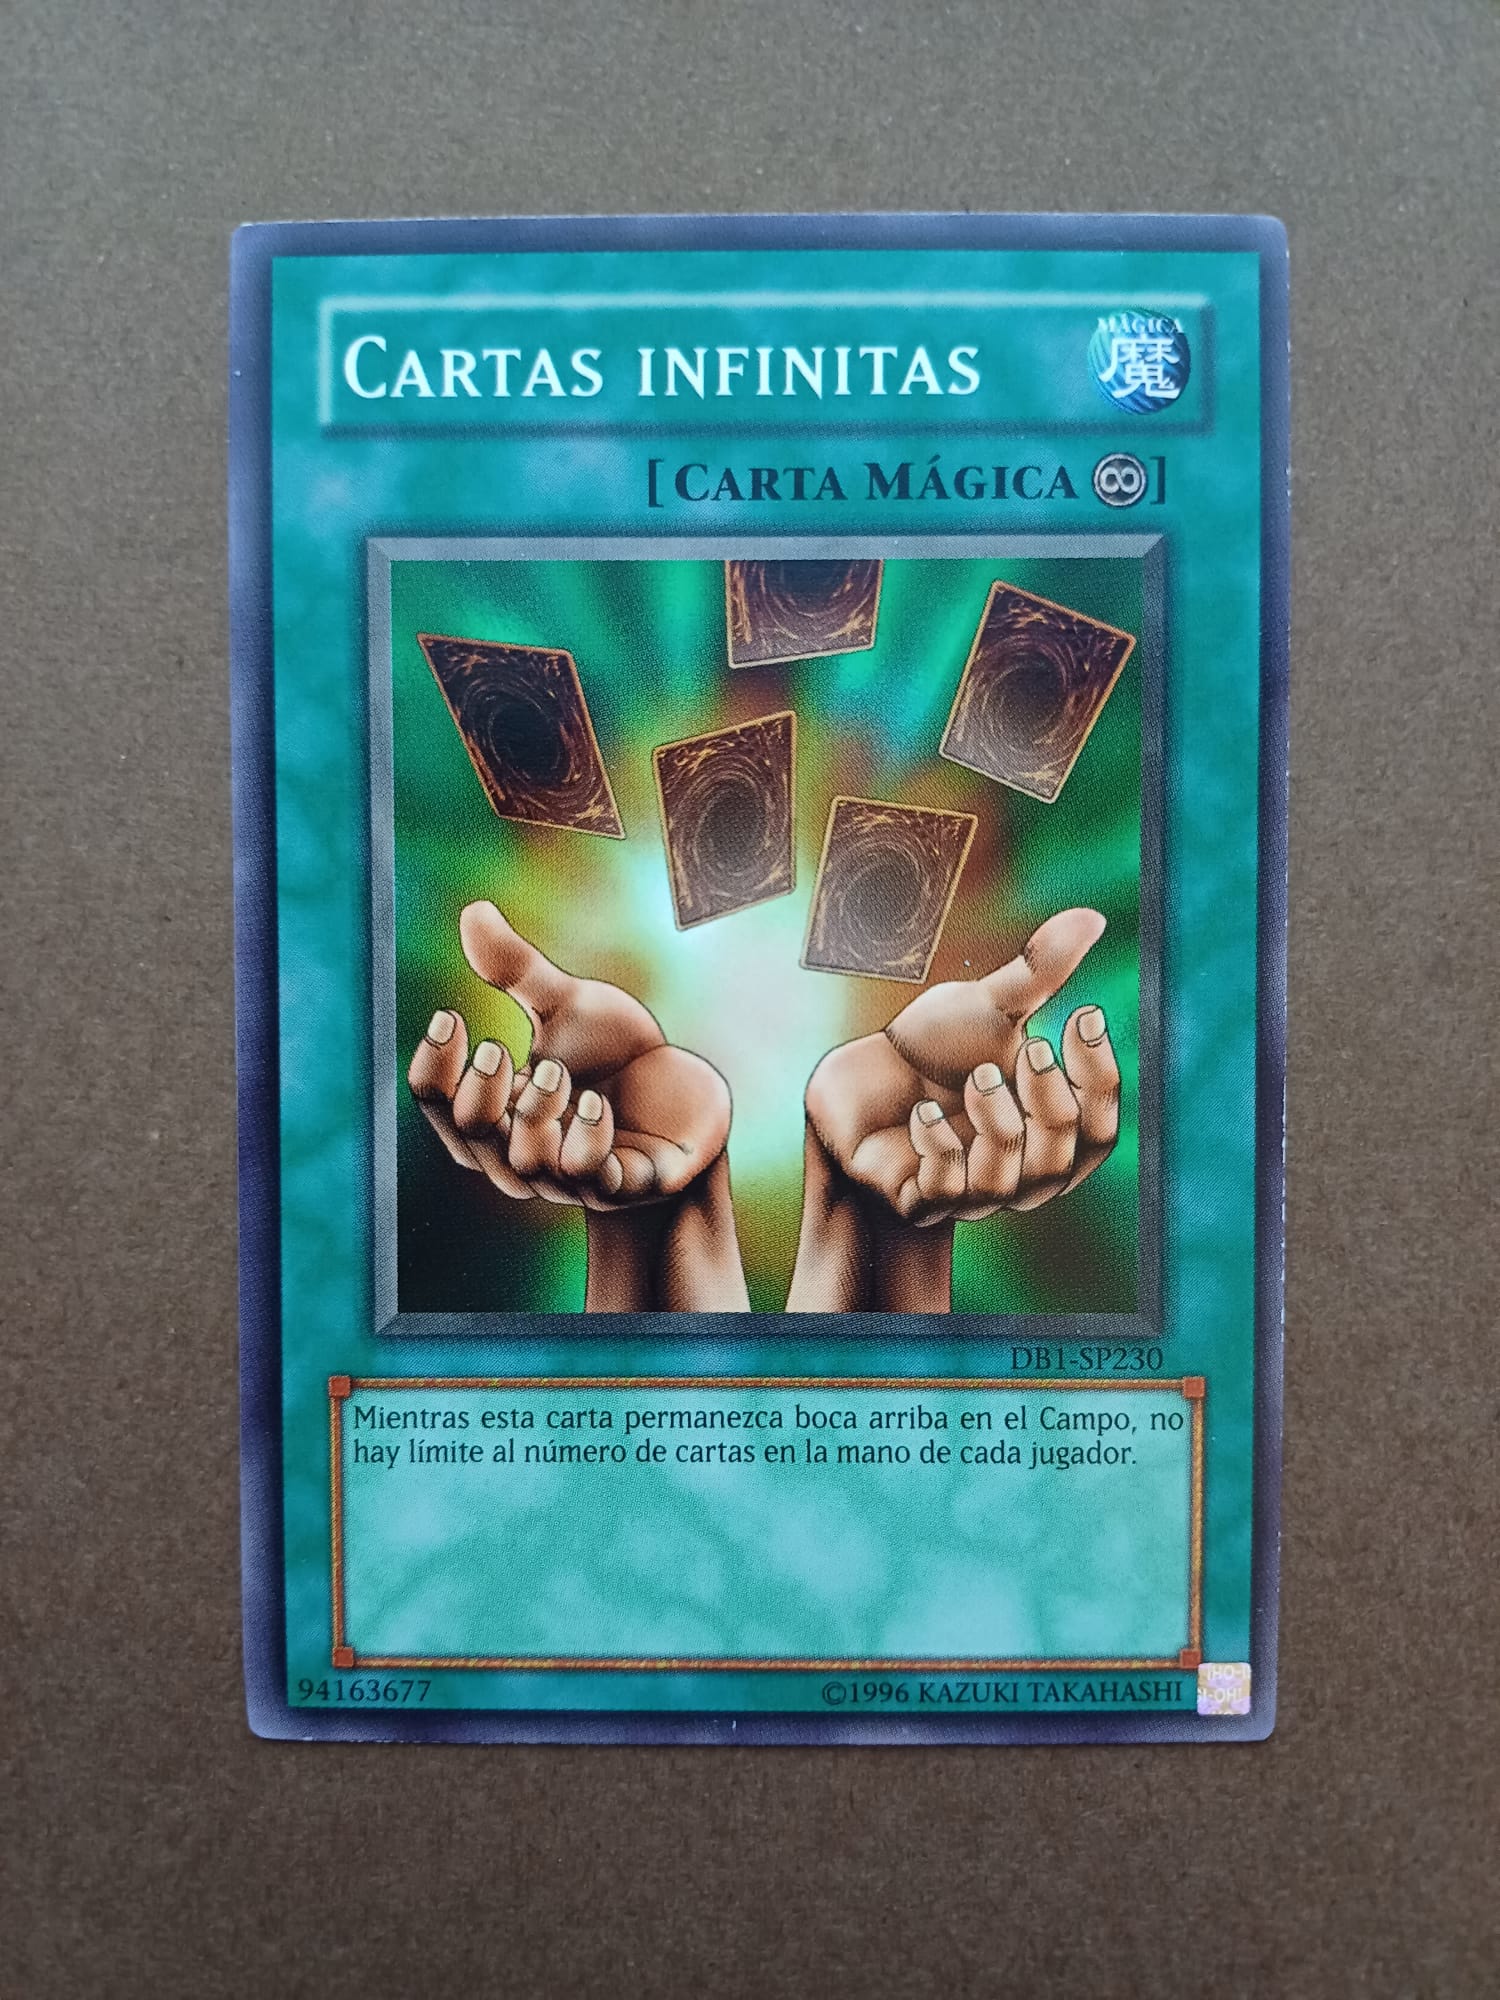 CARTAS INFINITAS
MÁGICA
魔
[CARTA MÁGICA ∞]
DB1-SP230
Mientras esta carta permanezca boca arriba en el Campo, no
hay límite al número de cartas en la mano de cada jugador.
94163677
©1996 KAZUKI TAKAHASHI